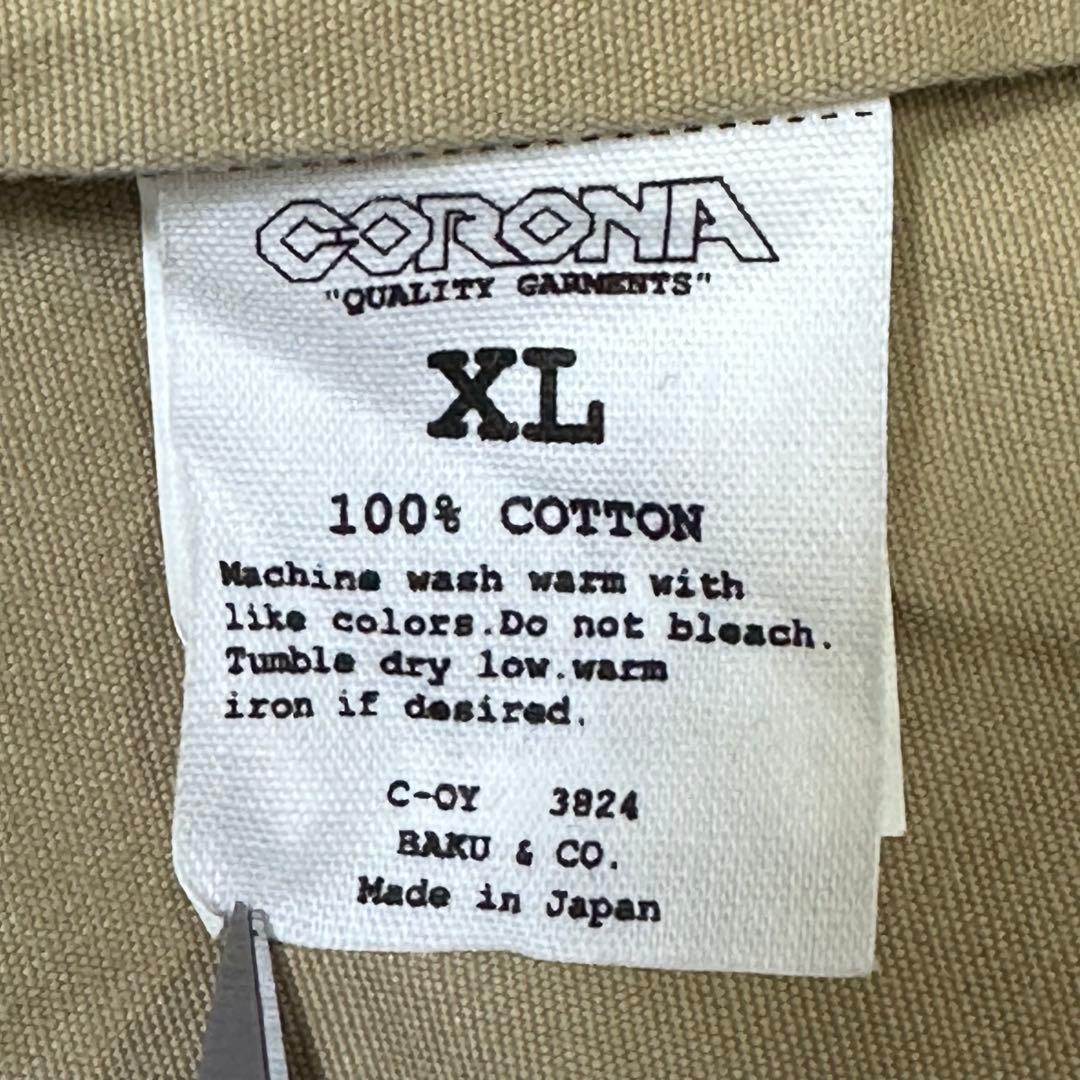 CORONA
"QUALITY GARMENTS"
XL
100% COTTON
Machine wash warm with
like colors.Do not bleach.
Tumble dry low.warm
iron if desired.
C-OY 3824
BAKU & CO.
Made in Japan